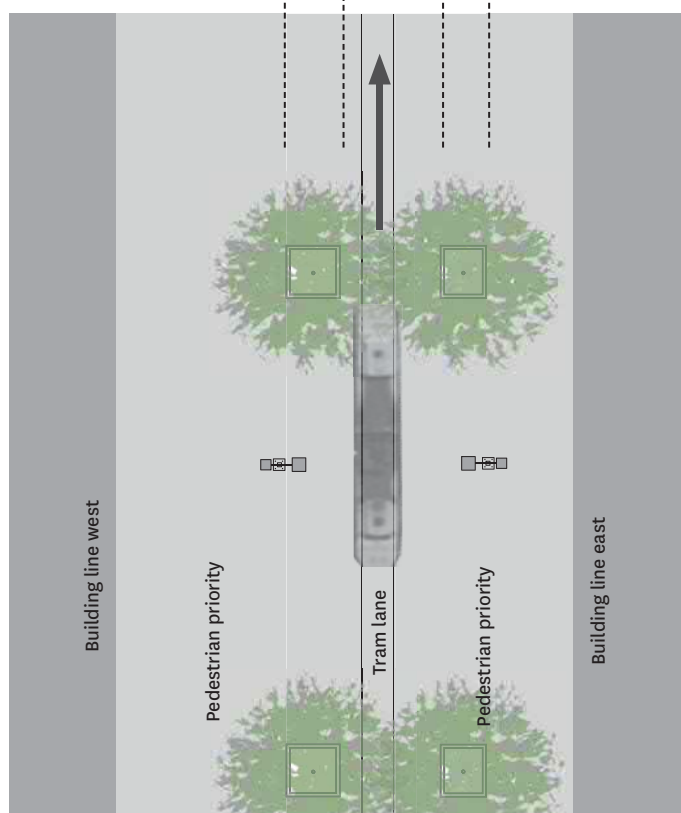 Building line west
Pedestrian priority
Tram lane
Pedestrian priority
Building line east